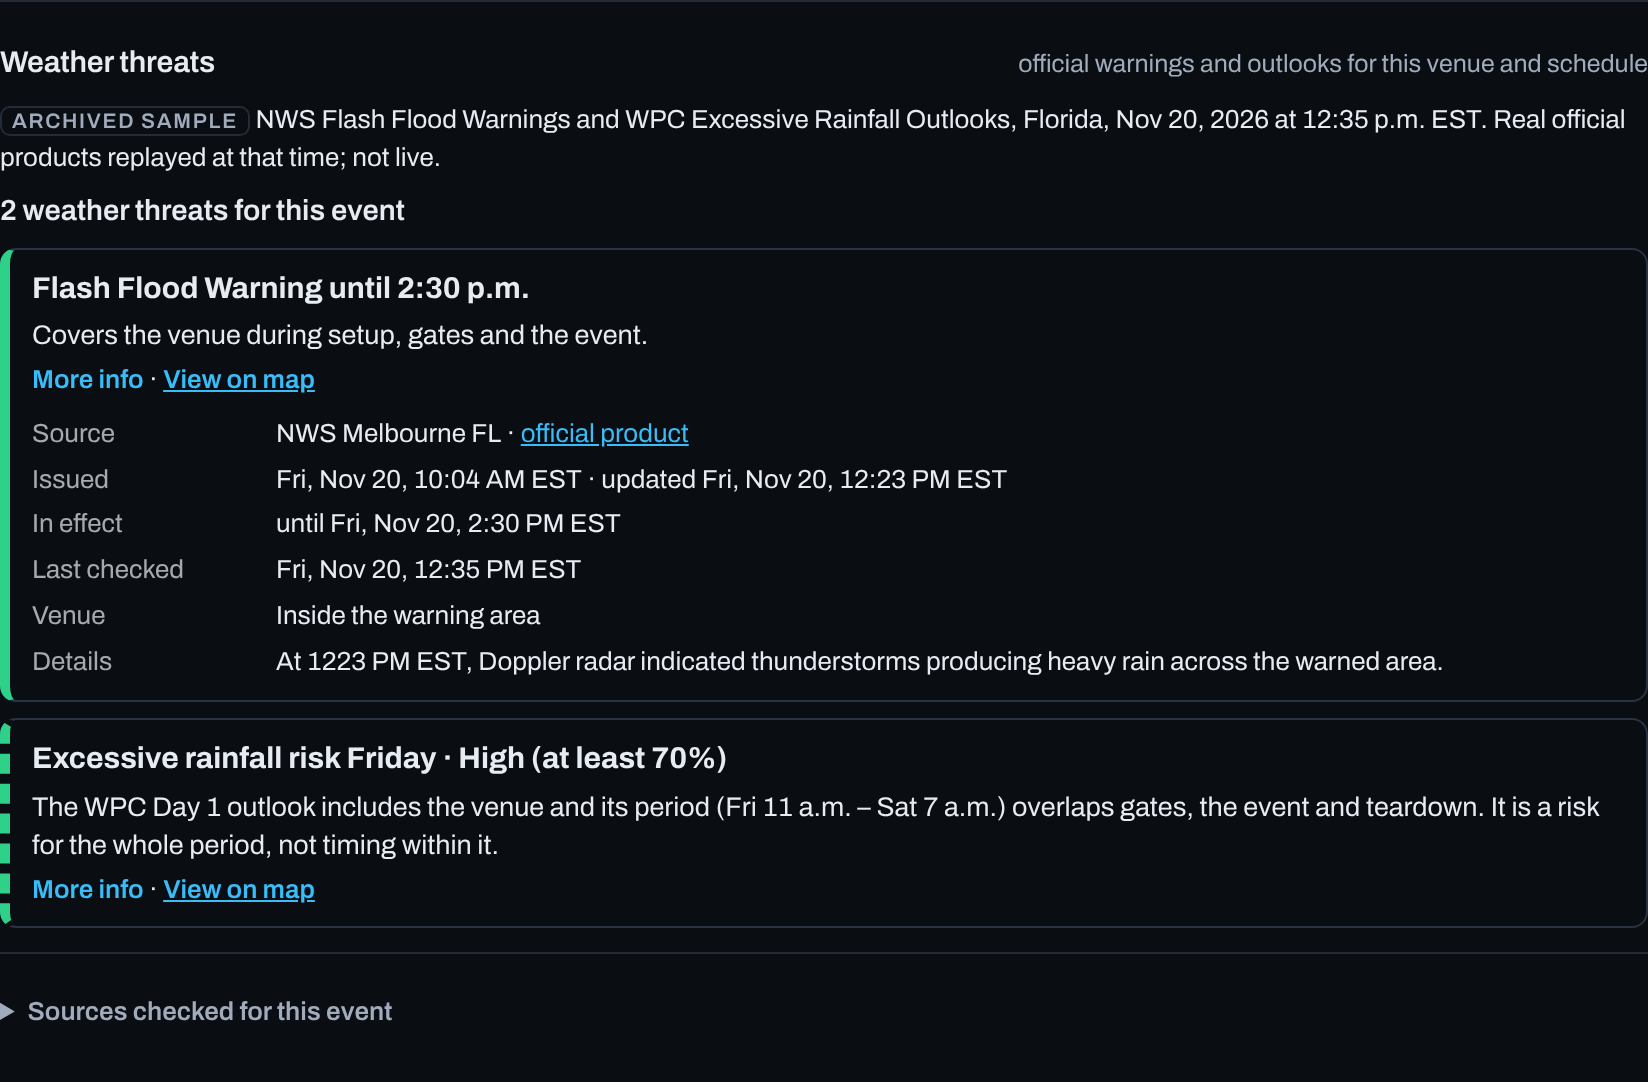 Weather threats
official warnings and outlooks for this venue and schedule
ARCHIVED SAMPLE NWS Flash Flood Warnings and WPC Excessive Rainfall Outlooks, Florida, Nov 20, 2026 at 12:35 p.m. EST. Real official
products replayed at that time; not live.
2 weather threats for this event
Flash Flood Warning until 2:30 p.m.
Covers the venue during setup, gates and the event.
More info · View on map
Source NWS Melbourne FL · official product
Issued Fri, Nov 20, 10:04 AM EST · updated Fri, Nov 20, 12:23 PM EST
In effect until Fri, Nov 20, 2:30 PM EST
Last checked Fri, Nov 20, 12:35 PM EST
Venue Inside the warning area
Details At 1223 PM EST, Doppler radar indicated thunderstorms producing heavy rain across the warned area.
Excessive rainfall risk Friday · High (at least 70%)
The WPC Day 1 outlook includes the venue and its period (Fri 11 a.m. – Sat 7 a.m.) overlaps gates, the event and teardown. It is a risk
for the whole period, not timing within it.
More info · View on map
Sources checked for this event